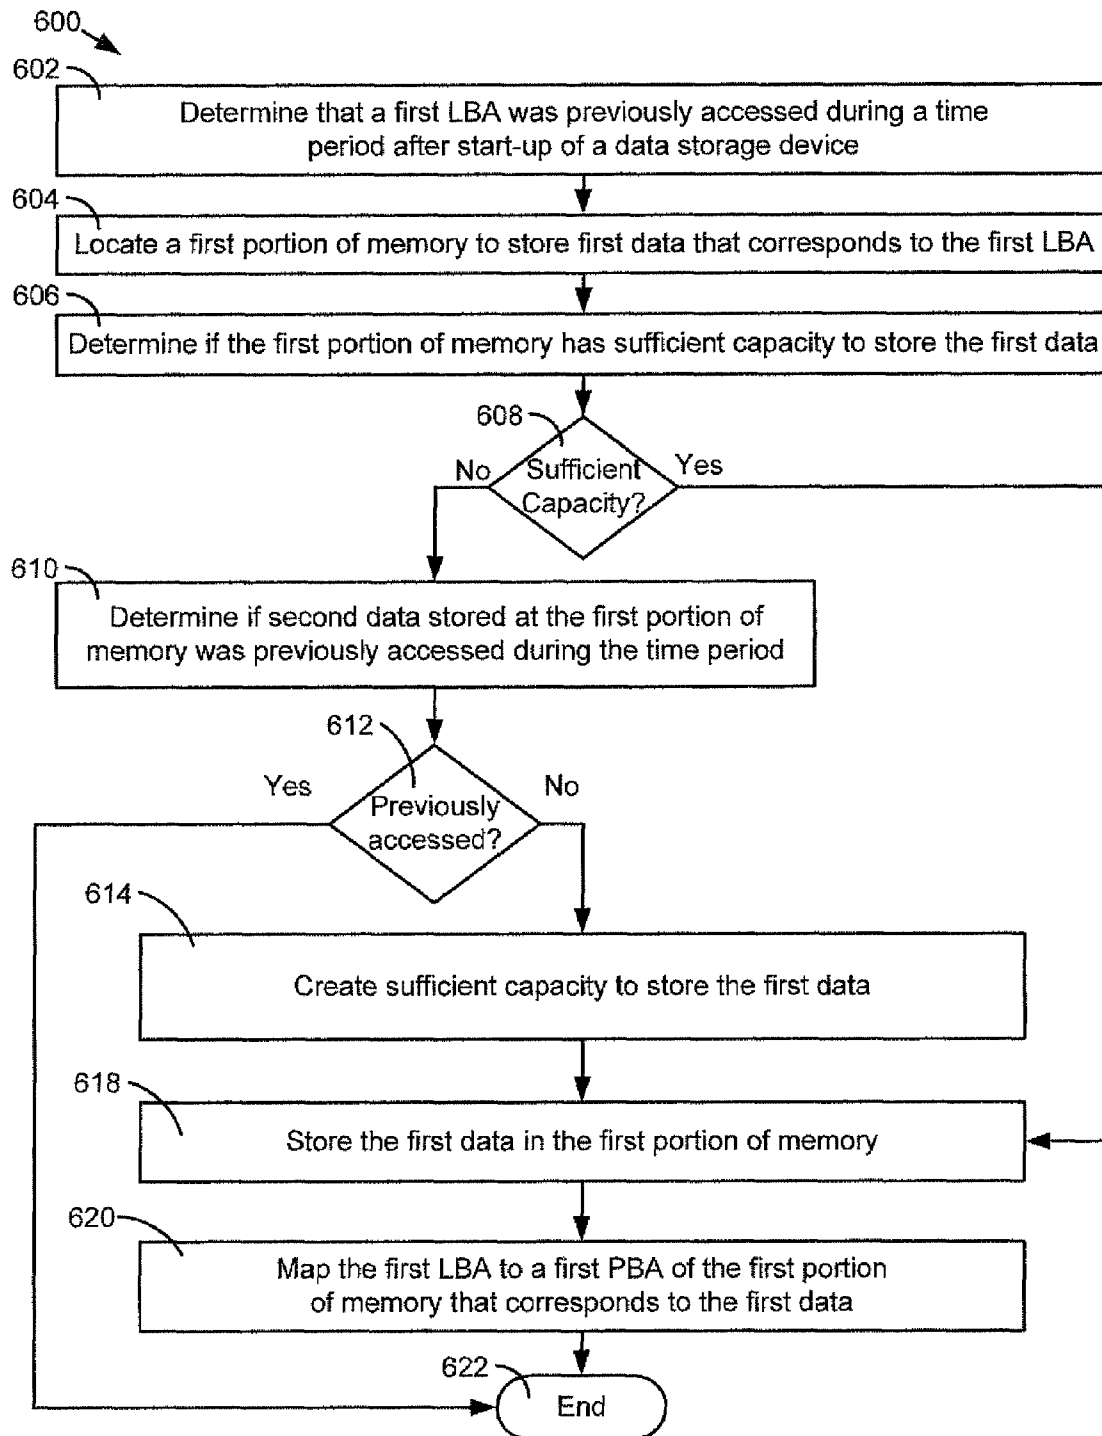 600
602
Determine that a first LBA was previously accessed during a time
period after start-up of a data storage device
604
Locate a first portion of memory to store first data that corresponds to the first LBA
606
Determine if the first portion of memory has sufficient capacity to store the first data
608
No
Sufficient
Capacity?
Yes
610
Determine if second data stored at the first portion of
memory was previously accessed during the time period
612
Yes
Previously
accessed?
No
614
Create sufficient capacity to store the first data
618
Store the first data in the first portion of memory
620
Map the first LBA to a first PBA of the first portion
of memory that corresponds to the first data
622
End